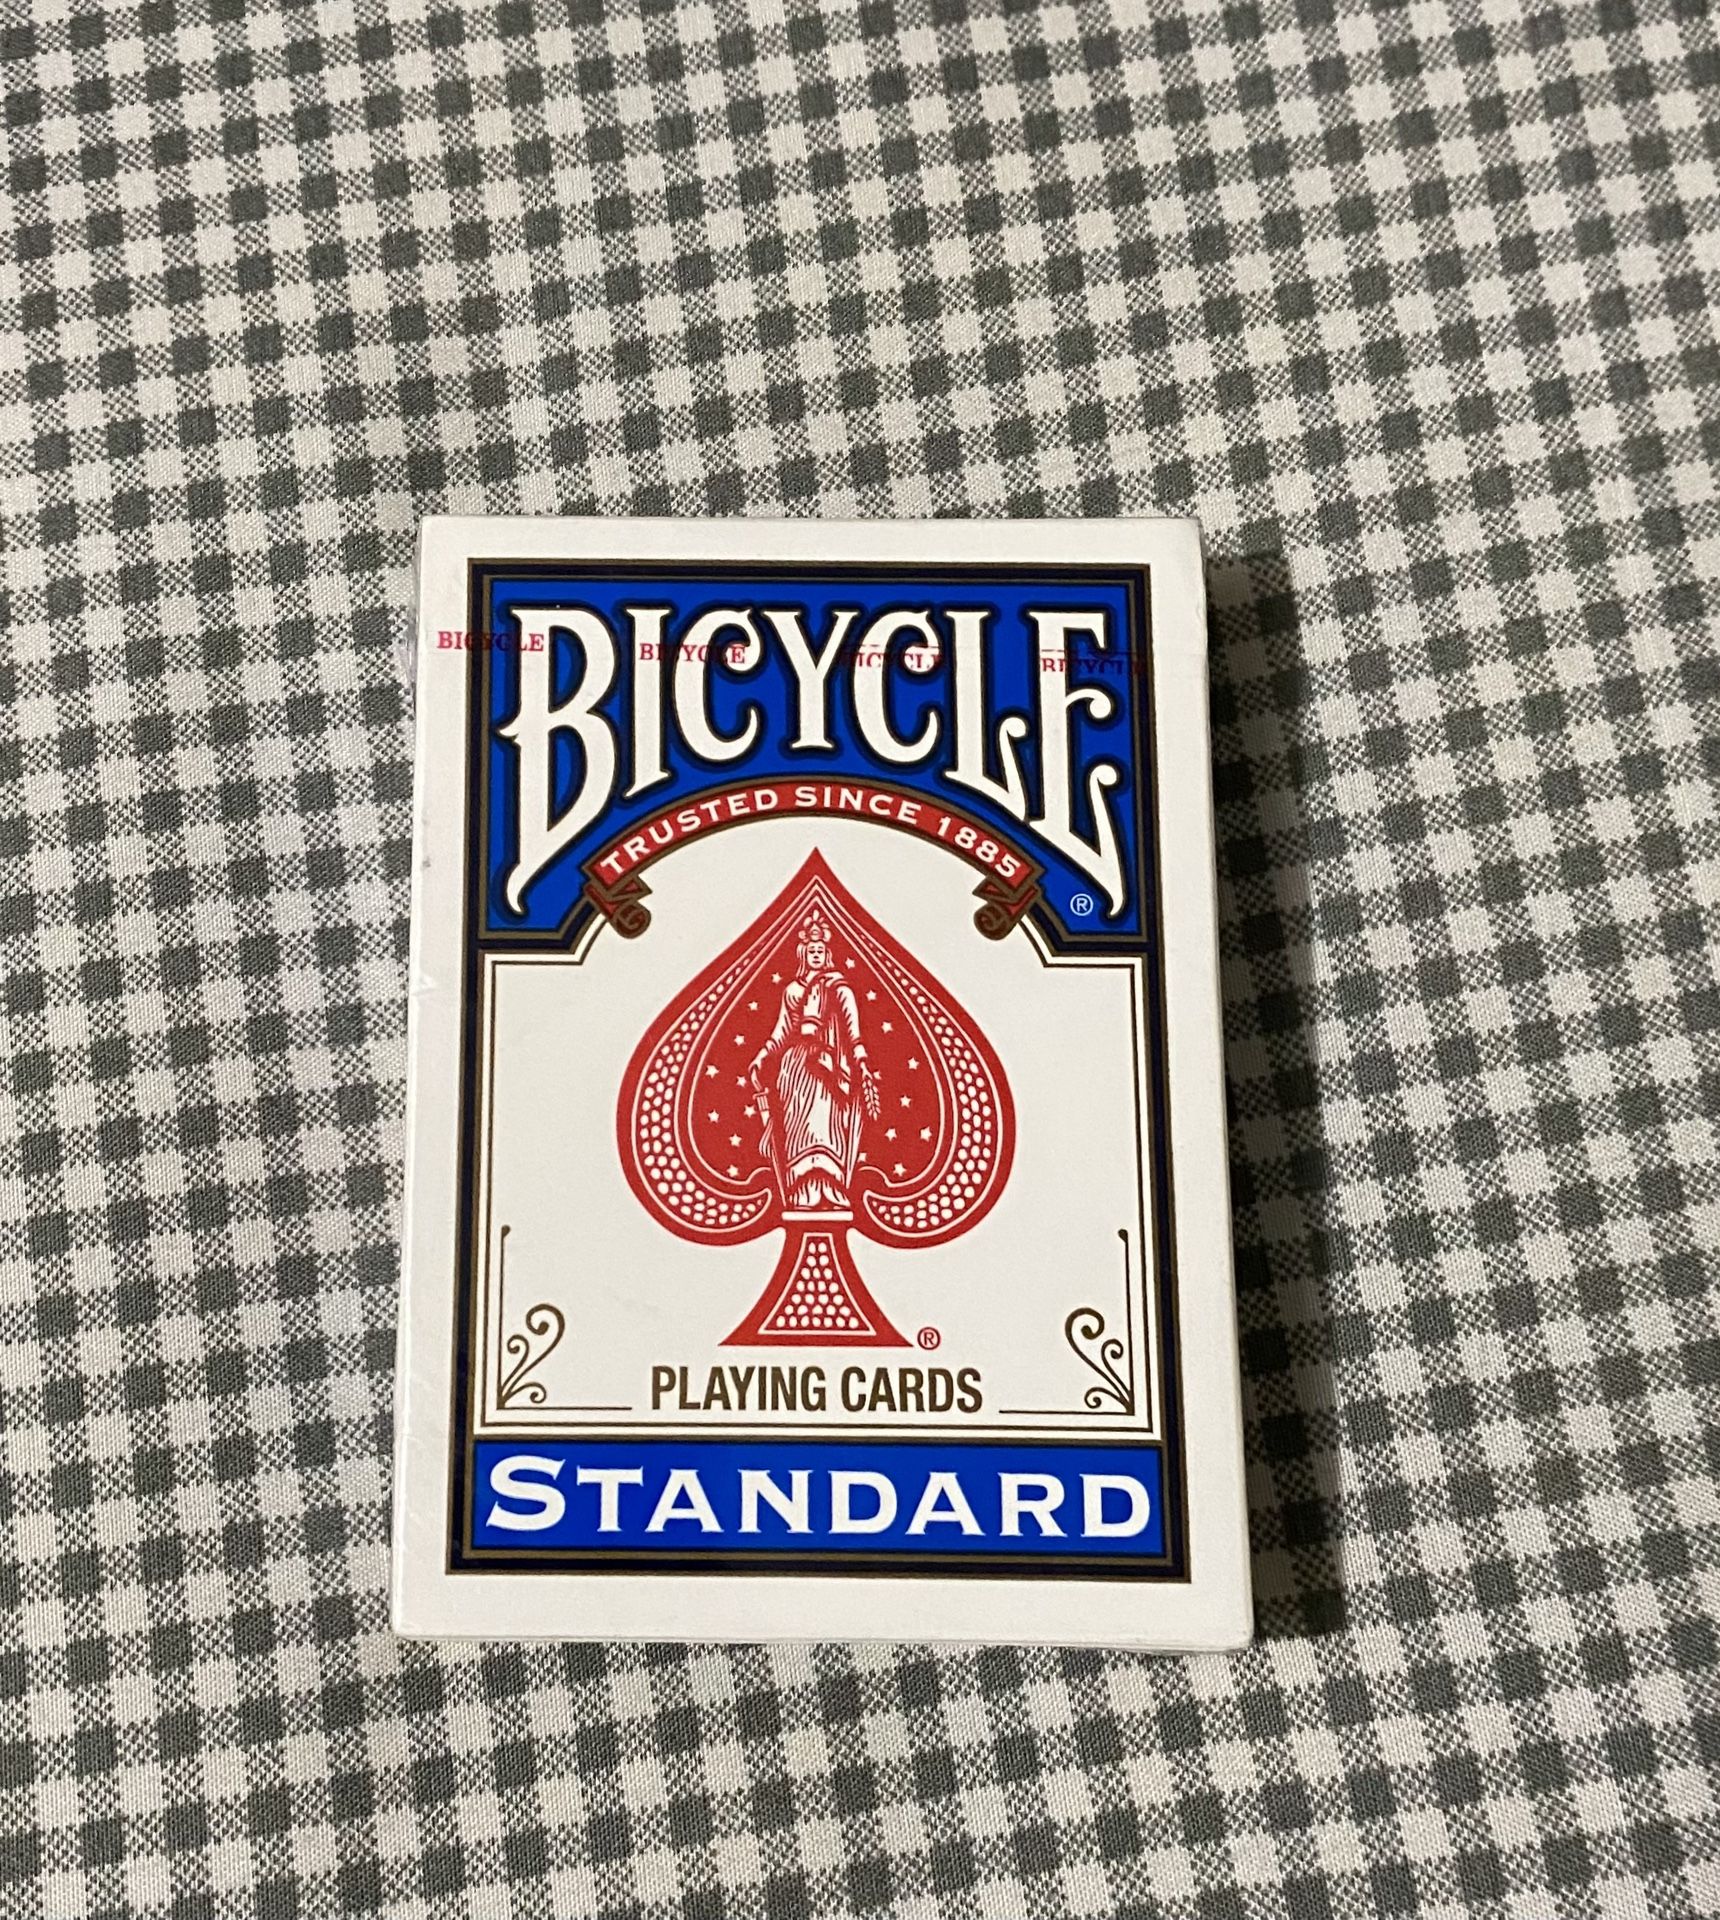 BICYCLE
BICYCLE BICYCLE BICYCLE BICYCLE
TRUSTED SINCE 1885
®
®
PLAYING CARDS
STANDARD